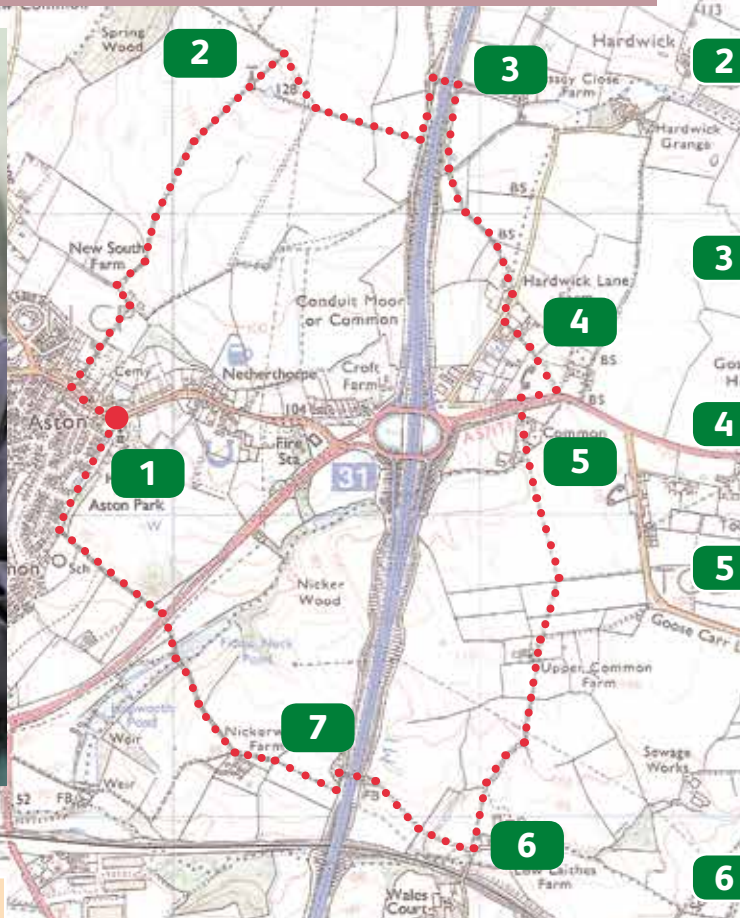 Spring
Wood
113
Hardwick
2
2
3
128
Farm
Hardwick
Grange
BS
New South
Farm
BS
3
Conduit Moor
or Common
Hardwick Lane
4
Cemy
Netherthorpe
Croft
Farm
BS
Aston
104
BS
4
Fire
Sta
Common
1
31
5
Aston Park
W
Sch
Nicker
Wood
5
Goose Carr L
Upper Common
Farm
7
Weir
Farm
Sewage
Works
Weir
52
FB
FB
6
Farm
6
Wales
Court